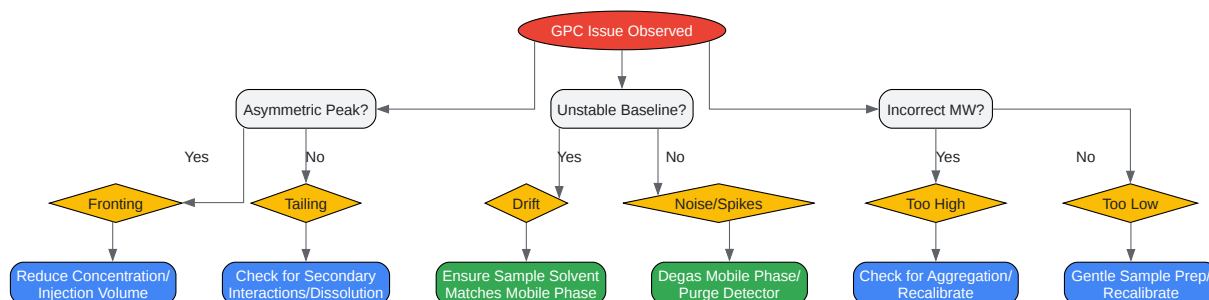 GPC Issue Observed
Asymmetric Peak?
Unstable Baseline?
Incorrect MW?
Yes
No
Yes
No
Yes
No
Fronting
Tailing
Drift
Noise/Spikes
Too High
Too Low
Reduce Concentration/
Injection Volume
Check for Secondary
Interactions/Dissolution
Ensure Sample Solvent
Matches Mobile Phase
Degas Mobile Phase/
Purge Detector
Check for Aggregation/
Recalibrate
Gentle Sample Prep/
Recalibrate